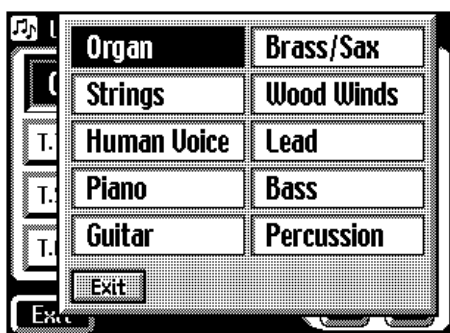 Organ Brass/Sax
Strings Wood Winds
Human Voice Lead
T.
Piano Bass
T.
Guitar Percussion
T.
Exit